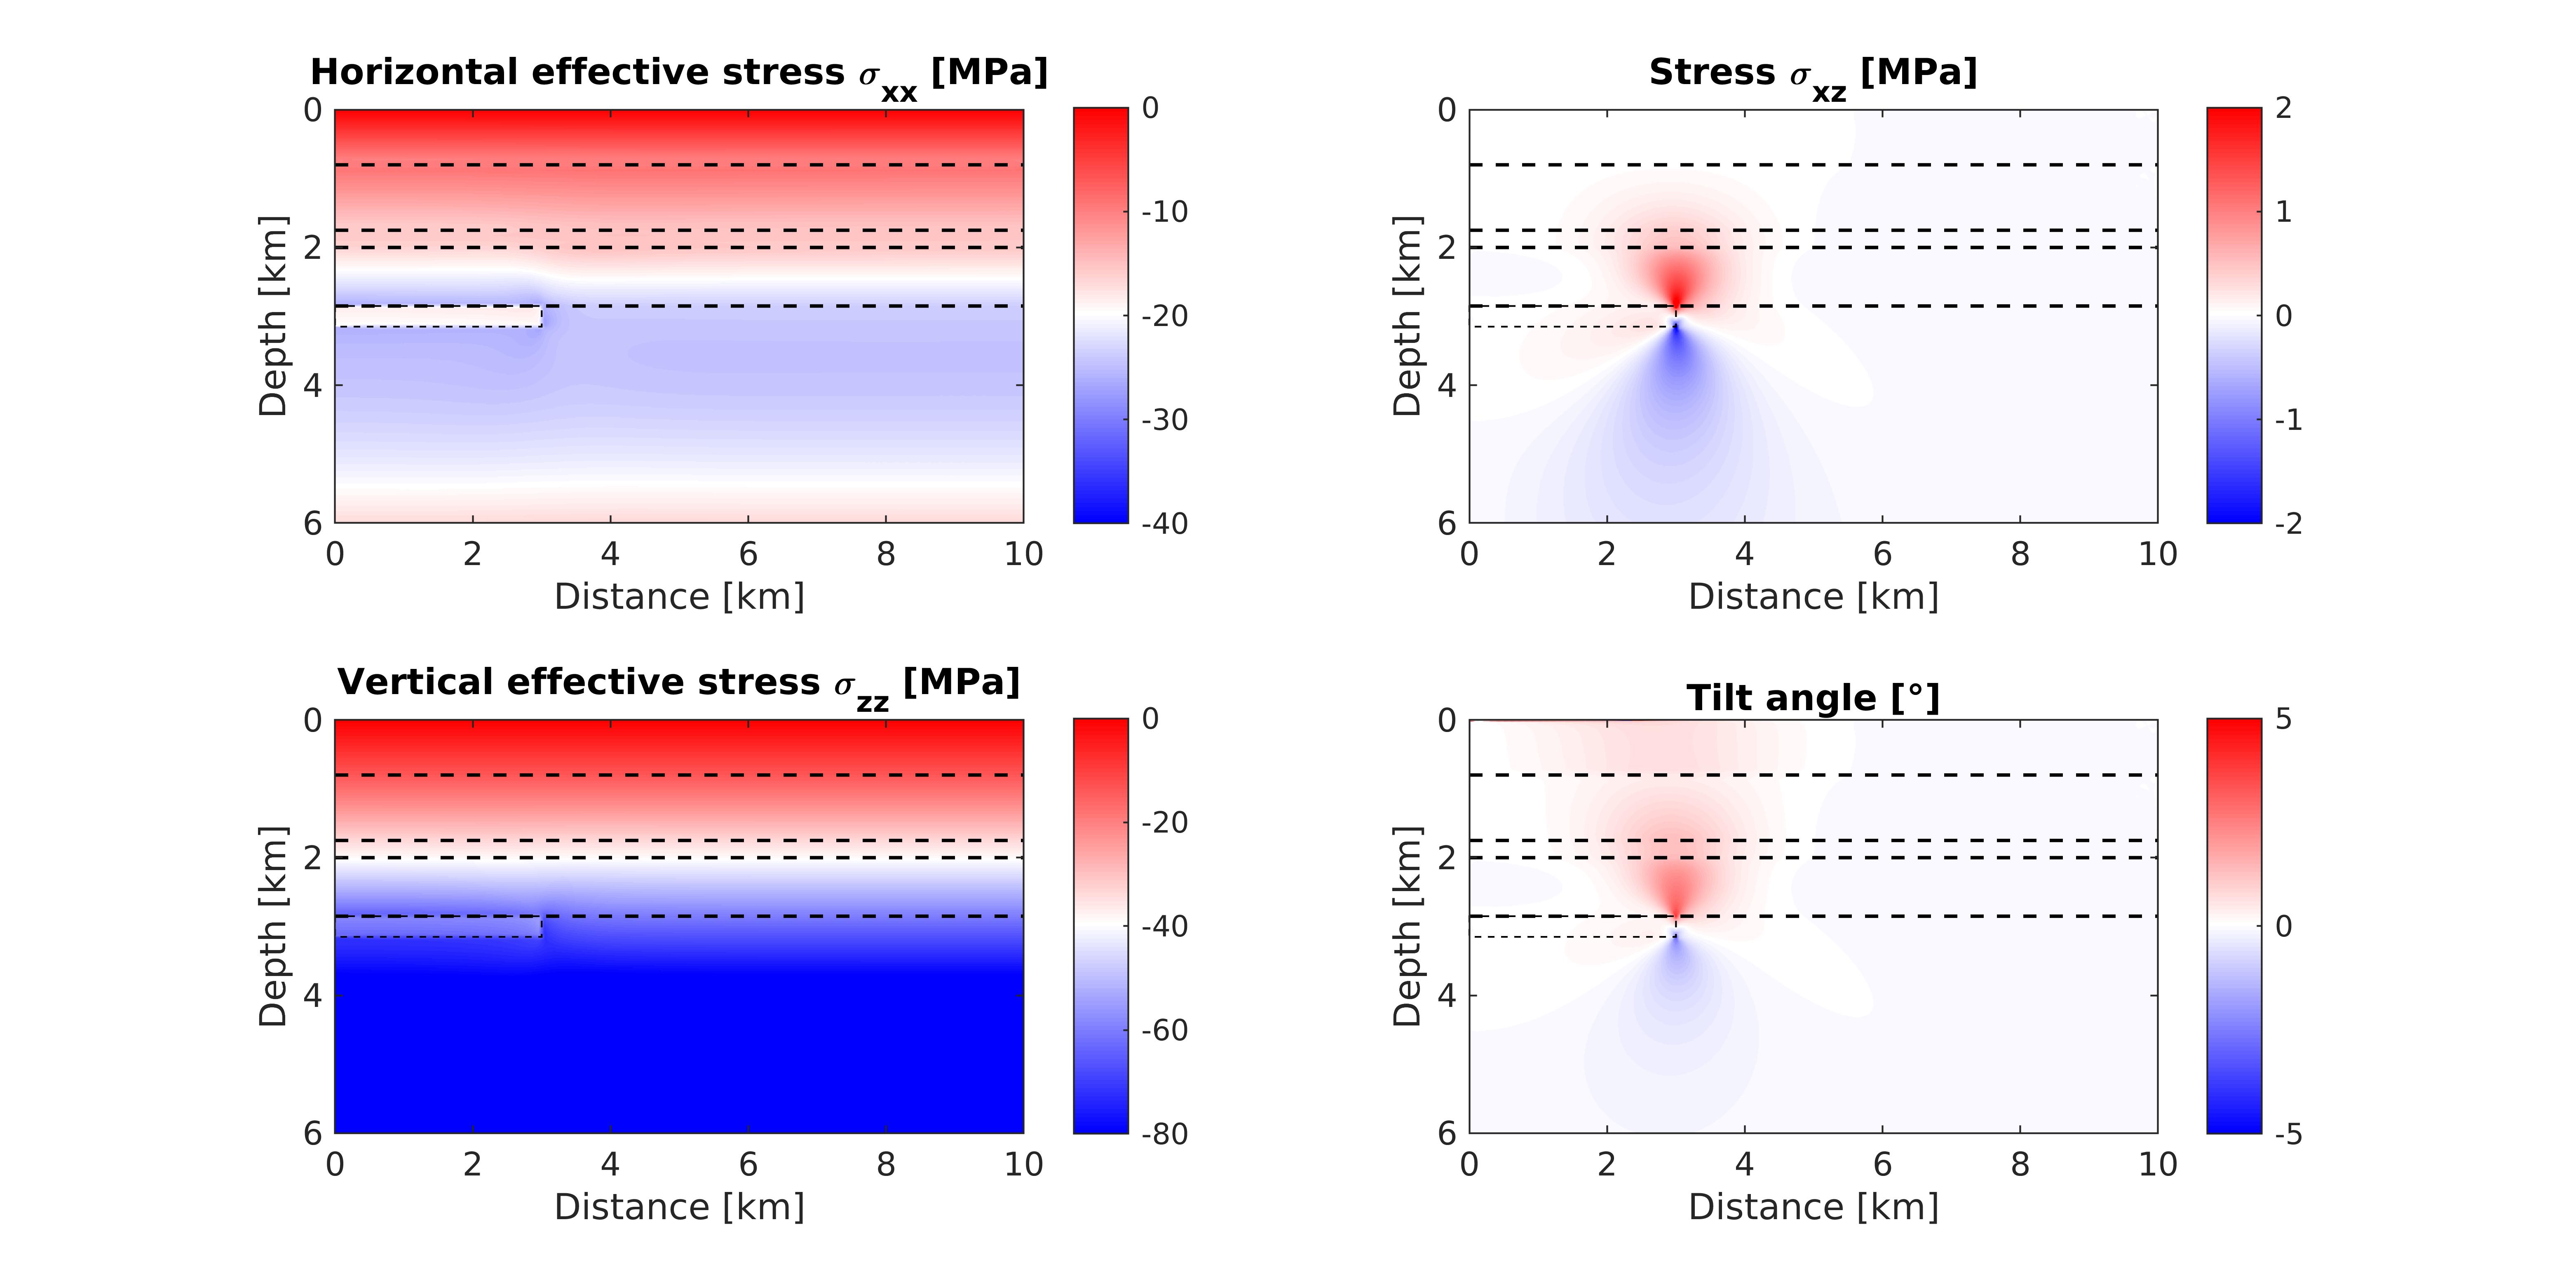 Horizontal effective stress σxx [MPa]
0
2
4
6
Depth [km]
0 2 4 6 8 10
Distance [km]
0
-10
-20
-30
-40
Stress σxz [MPa]
0
2
4
6
Depth [km]
0 2 4 6 8 10
Distance [km]
2
1
0
-1
-2
Vertical effective stress σzz [MPa]
0
2
4
6
Depth [km]
0 2 4 6 8 10
Distance [km]
0
-20
-40
-60
-80
Tilt angle [°]
0
2
4
6
Depth [km]
0 2 4 6 8 10
Distance [km]
5
0
-5